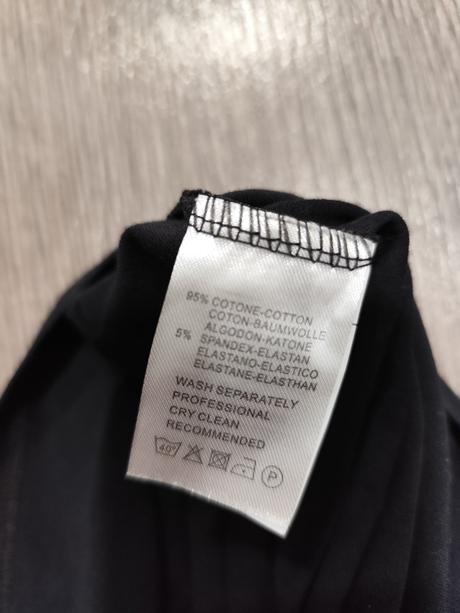 95% COTONE-COTTON
COTON-BAUMWOLLE
ALGODON-KATONE
5% SPANDEX-ELASTAN
ELASTANO-ELASTICO
ELASTANE-ELASTHAN
WASH SEPARATELY
PROFESSIONAL
CRY CLEAN
RECOMMENDED
40° P